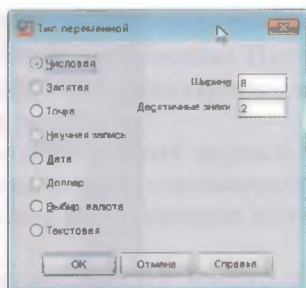 Тип переменной
Числовая
Запятая
Точка
Научная запись
Дата
Доллар
Выбир. валюта
Текстовая
Ширина 8
Десятичные знаки 2
OK Отмена Справка